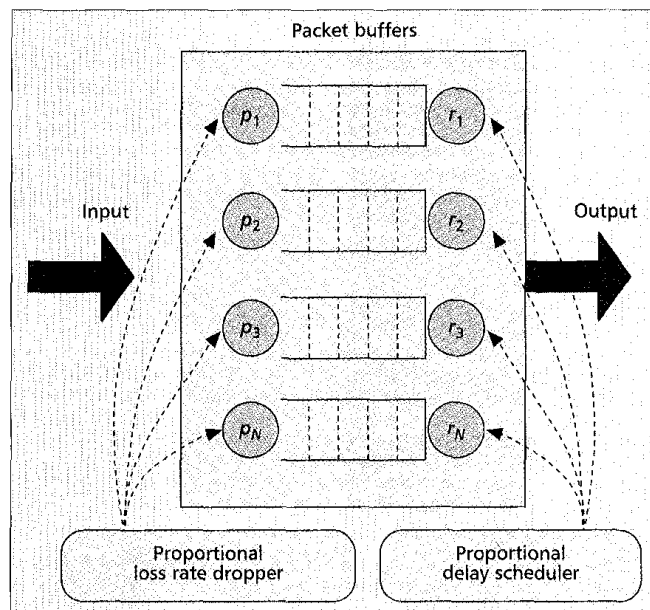 Packet buffers
p1 r1
Input Output
p2 r2
p3 r3
pN rN
Proportional
loss rate dropper
Proportional
delay scheduler